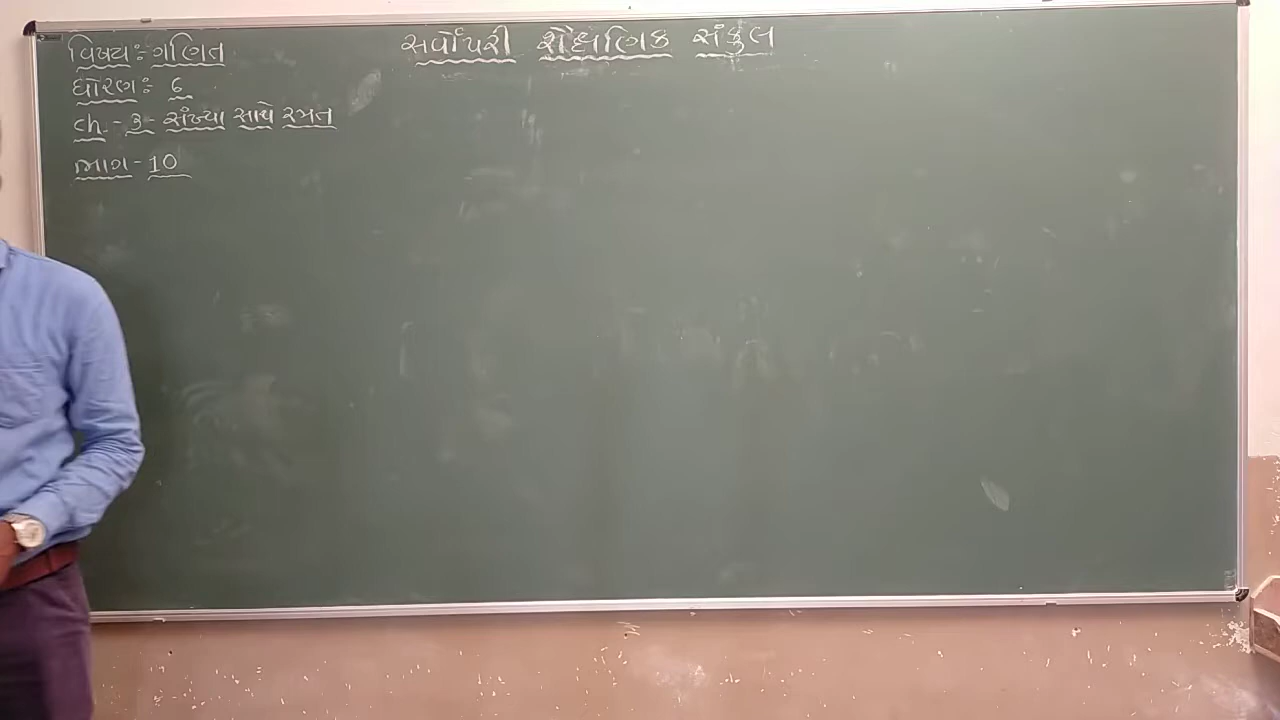 સર્વોપરી શૈક્ષણિક સંકુલ
વિષય: ગણિત
ધોરણ: 6
ch - 3 - સંખ્યા સાથે રમત
ભાગ - 10